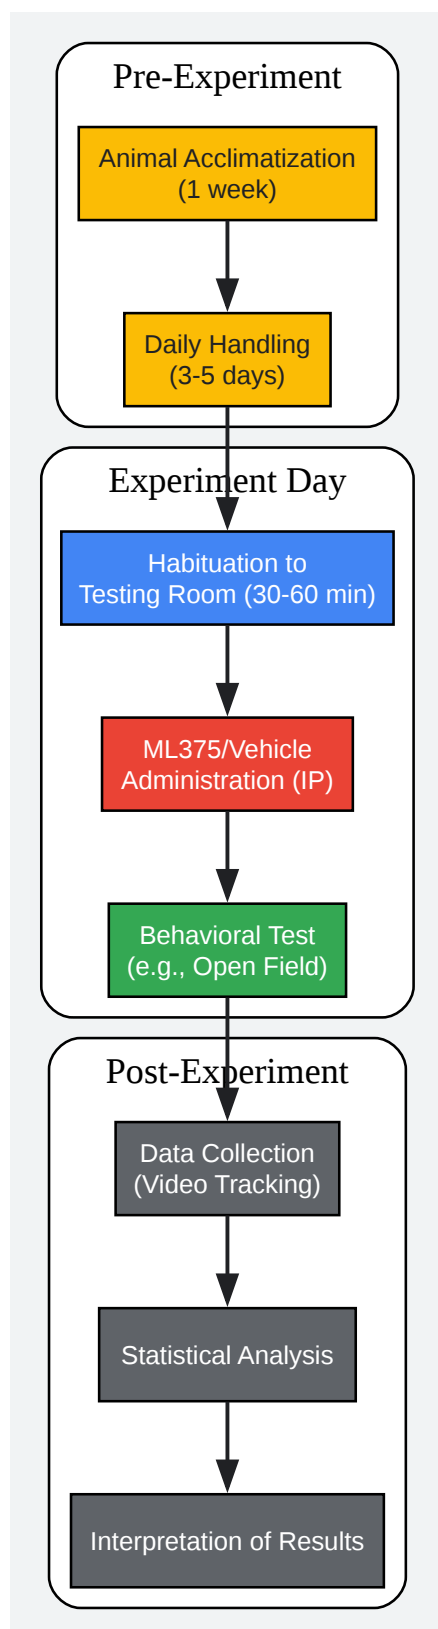 Pre-Experiment
Animal Acclimatization
(1 week)
Daily Handling
(3-5 days)
Experiment Day
Habituation to
Testing Room (30-60 min)
ML375/Vehicle
Administration (IP)
Behavioral Test
(e.g., Open Field)
Post-Experiment
Data Collection
(Video Tracking)
Statistical Analysis
Interpretation of Results